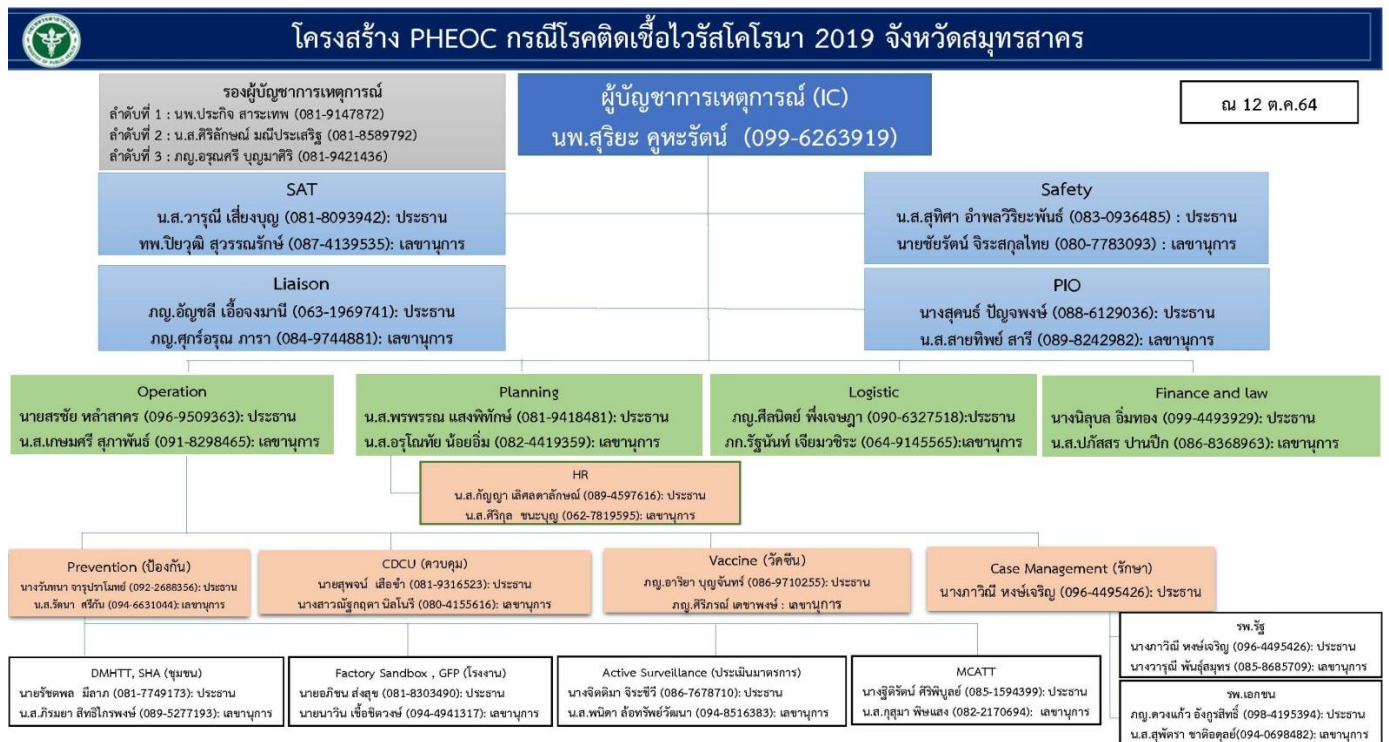 โครงสร้าง PHEOC กรณีโรคติดเชื้อไวรัสโคโรนา 2019 จังหวัดสมุทรสาคร
รองผู้บัญชาการเหตุการณ์
ลำดับที่ 1 : นพ.ประกิจ สาระเทพ (081-9147872)
ลำดับที่ 2 : น.ส.ศิริลักษณ์ มณีประเสริฐ (081-8589792)
ลำดับที่ 3 : ภญ.อรุณศรี บุญมาศิริ (081-9421436)
ผู้บัญชาการเหตุการณ์ (IC)
นพ.สุริยะ คูหะรัตน์ (099-6263919)
ณ 12 ต.ค.64
SAT
น.ส.วารุณี เสี่ยงบุญ (081-8093942): ประธาน
ทพ.ปิยวุฒิ สุวรรณรักษ์ (087-4139535): เลขานุการ
Safety
น.ส.สุทิศา อำพลวิริยะพันธ์ (083-0936485) : ประธาน
นายชัยรัตน์ จิระสกุลไทย (080-7783093) : เลขานุการ
Liaison
ภญ.อัญชลี เอื้อจงมานี (063-1969741): ประธาน
ภญ.ศุกร์อรุณ ภารา (084-9744881): เลขานุการ
PIO
นางสุคนธ์ ปัญจพงษ์ (088-6129036): ประธาน
น.ส.สายทิพย์ สารี (089-8242982): เลขานุการ
Operation
นายสรชัย หลำสาคร (096-9509363): ประธาน
น.ส.เกษมศรี สุภาพันธ์ (091-8298465): เลขานุการ
Planning
น.ส.พรพรรณ แสงพิทักษ์ (081-9418481): ประธาน
น.ส.อรุโณทัย น้อยอิ่ม (082-4419359): เลขานุการ
Logistic
ภญ.ศีลนิตย์ พึ่งเจษฎา (090-6327518):ประธาน
ภก.รัฐนันท์ เจียมวชิระ (064-9145565):เลขานุการ
Finance and law
นางนิลุบล อิ่มทอง (099-4493929): ประธาน
น.ส.ปภัสสร ปานปึก (086-8368963): เลขานุการ
HR
น.ส.กัญญา เลิศลดาลักษณ์ (089-4597616): ประธาน
น.ส.ศิริกุล ชนะบุญ (062-7819595): เลขานุการ
Prevention (ป้องกัน)
นางวันทนา จารุปราโมทย์ (092-2688356): ประธาน
น.ส.รัตนา ศรีกัน (094-6631044): เลขานุการ
CDCU (ควบคุม)
นายสุพจน์ เสือขำ (081-9316523): ประธาน
นางสาวณัฐกฤตา นิลโนรี (080-4155616): เลขานุการ
Vaccine (วัคซีน)
ภญ.อาริยา บุญจันทร์ (086-9710255): ประธาน
ภญ.ศิริภรณ์ เดชาพงษ์ : เลขานุการ
Case Management (รักษา)
นางภาวิณี หงษ์เจริญ (096-4495426): ประธาน
รพ.รัฐ
นางภาวิณี หงษ์เจริญ (096-4495426): ประธาน
นางวารุณี พันธุ์สมุทร (085-8685709): เลขานุการ
DMHTT, SHA (ชุมชน)
นายรัชตพล มีลาภ (081-7749173): ประธาน
น.ส.ภิรมยา สิทธิไกรพงษ์ (089-5277193): เลขานุการ
Factory Sandbox , GFP (โรงงาน)
นายอภิชน ส่งสุข (081-8303490): ประธาน
นายนาวิน เชื้อชิตวงษ์ (094-4941317): เลขานุการ
Active Surveillance (ประเมินมาตรการ)
นางจิตติมา จิระชีวี (086-7678710): ประธาน
น.ส.พนิดา ล้อทรัพย์วัฒนา (094-8516383): เลขานุการ
MCATT
นางฐิติรัตน์ ศิริพิบูลย์ (085-1594399): ประธาน
น.ส.กุสุมา พิษแสง (082-2170694): เลขานุการ
รพ.เอกชน
ภญ.ดวงแก้ว อังกูรสิทธิ์ (098-4195394): ประธาน
น.ส.สุพัตรา ชาติอดุลย์(094-0698482): เลขานุการ